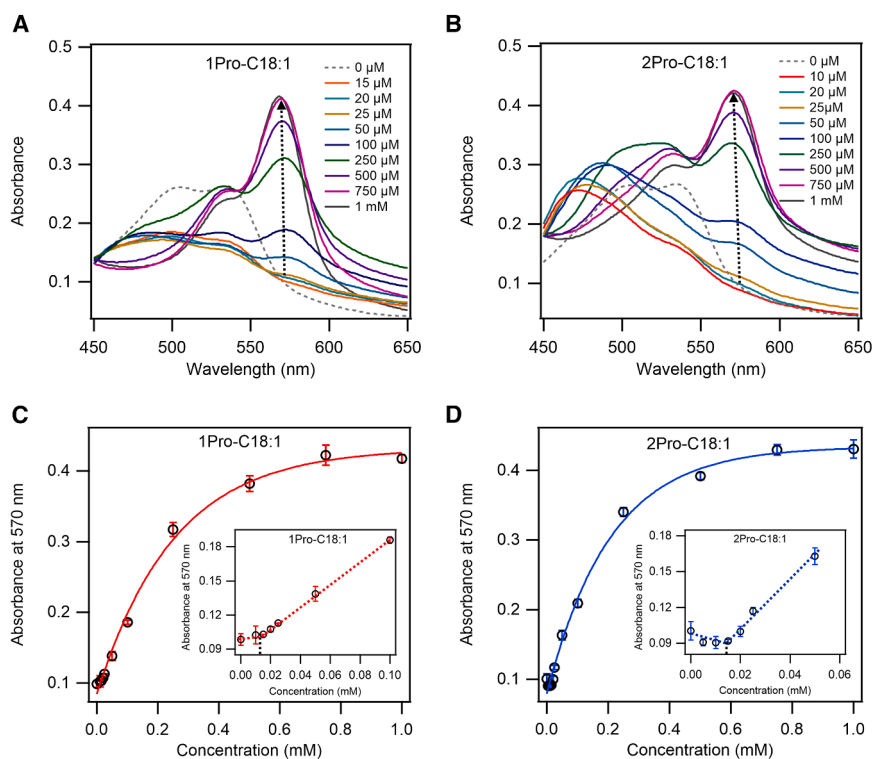 A
1Pro-C18:1
0.5
0.4
0.3
0.2
0.1
Absorbance
0 µM
15 µM
20 µM
25 µM
50 µM
100 µM
250 µM
500 µM
750 µM
1 mM
450 500 550 600 650
Wavelength (nm)
B
2Pro-C18:1
0.5
0.4
0.3
0.2
0.1
Absorbance
0 µM
10 µM
20 µM
25µM
50 µM
100 µM
250 µM
500 µM
750 µM
1 mM
450 500 550 600 650
Wavelength (nm)
C
1Pro-C18:1
0.4
0.3
0.2
0.1
Absorbance at 570 nm
1Pro-C18:1
0.18
0.15
0.12
0.09
Absorbance at 570 nm
0.00 0.02 0.04 0.06 0.08 0.10
Concentration (mM)
0.0 0.2 0.4 0.6 0.8 1.0
Concentration (mM)
D
2Pro-C18:1
0.4
0.3
0.2
0.1
Absorbance at 570 nm
2Pro-C18:1
0.18
0.15
0.12
0.09
Absorbance at 570 nm
0.00 0.02 0.04 0.06
Concentration (mM)
0.0 0.2 0.4 0.6 0.8 1.0
Concentration (mM)